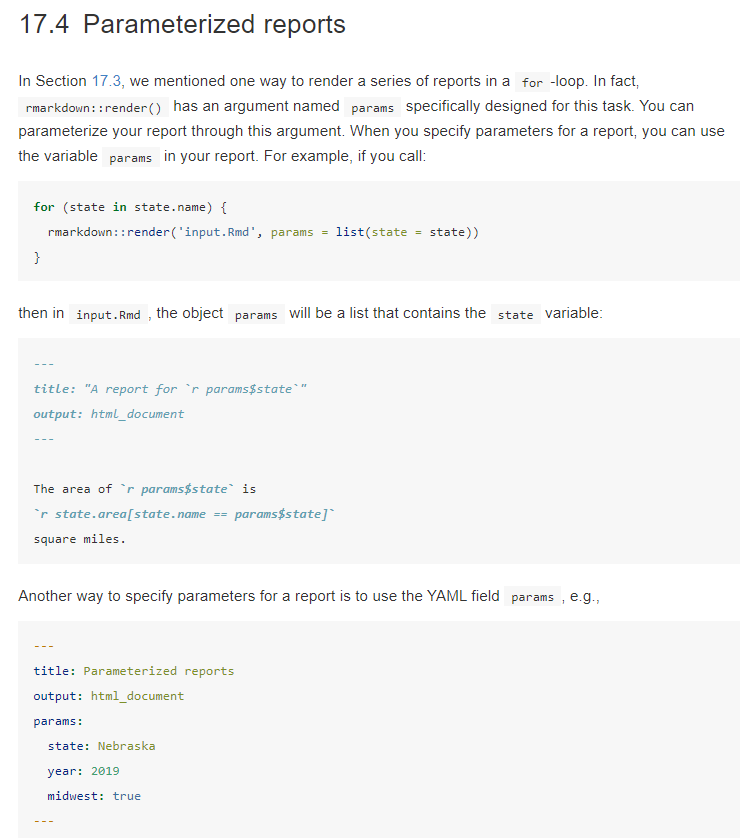 17.4 Parameterized reports
In Section 17.3, we mentioned one way to render a series of reports in a for -loop. In fact,
rmarkdown::render() has an argument named params specifically designed for this task. You can
parameterize your report through this argument. When you specify parameters for a report, you can use
the variable params in your report. For example, if you call:
for (state in state.name) {
  rmarkdown::render('input.Rmd', params = list(state = state))
}
then in input.Rmd , the object params will be a list that contains the state variable:
---
title: "A report for `r params$state`"
output: html_document
---
The area of `r params$state` is
`r state.area[state.name == params$state]`
square miles.
Another way to specify parameters for a report is to use the YAML field params , e.g.,
---
title: Parameterized reports
output: html_document
params:
  state: Nebraska
  year: 2019
  midwest: true
---